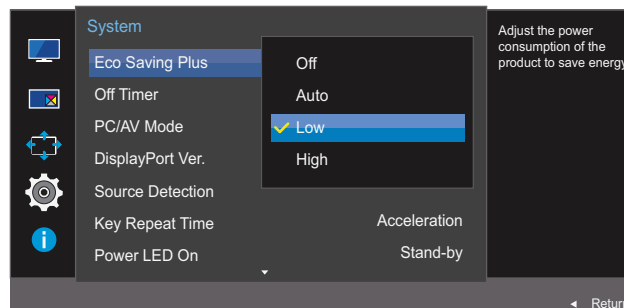 System
Eco Saving Plus
Off
Auto
Low
High
Off Timer
PC/AV Mode
DisplayPort Ver.
Source Detection
Key Repeat Time Acceleration
Power LED On Stand-by
Adjust the power
consumption of the
product to save energy
Return